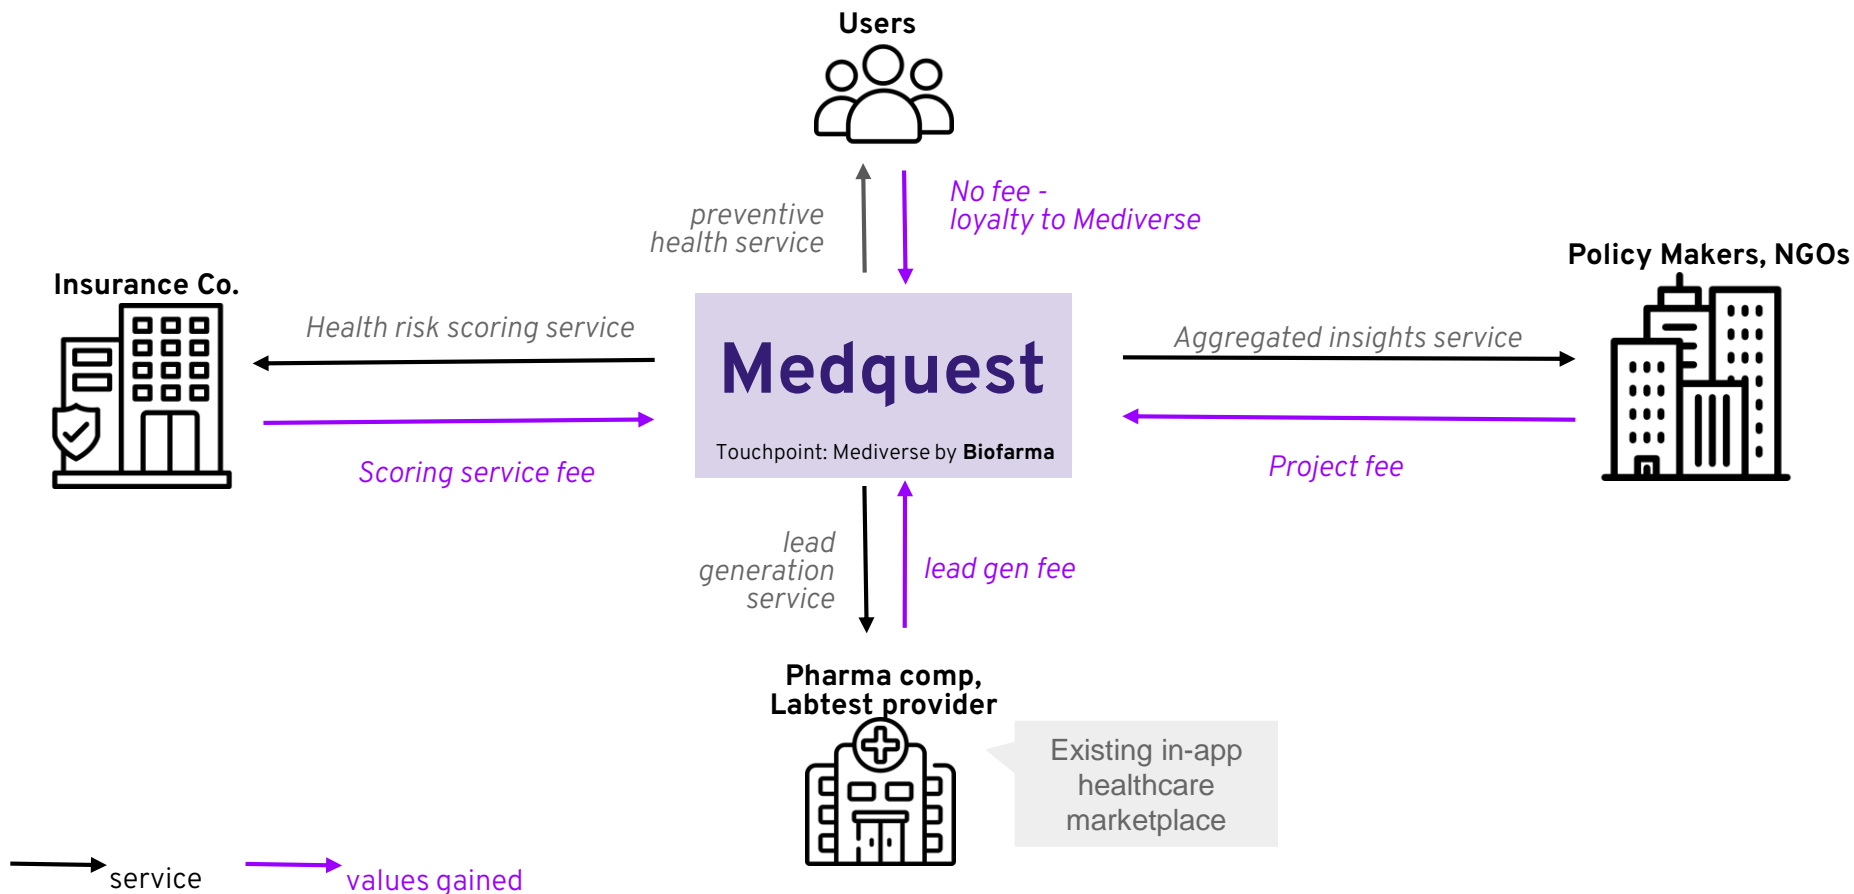 Users
preventive
health service
No fee -
loyalty to Mediverse
Insurance Co.
Policy Makers, NGOs
Health risk scoring service
Aggregated insights service
Medquest
Touchpoint: Mediverse by Biofarma
Scoring service fee
Project fee
lead
generation
service
lead gen fee
Pharma comp,
Labtest provider
Existing in-app
healthcare
marketplace
service
values gained